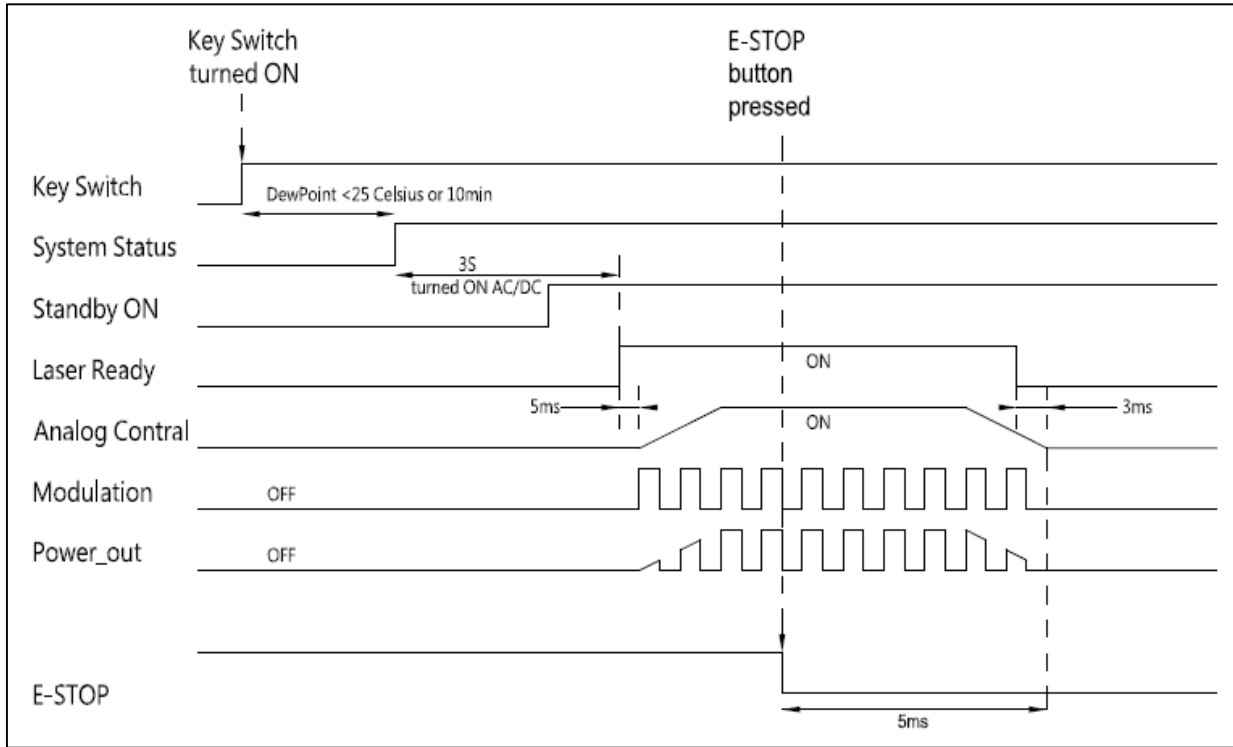 Key Switch
turned ON
E-STOP
button
pressed
Key Switch
DewPoint <25 Celsius or 10min
System Status
3S
turned ON AC/DC
Standby ON
Laser Ready
ON
5ms
3ms
Analog Contral
ON
Modulation
OFF
Power_out
OFF
E-STOP
5ms